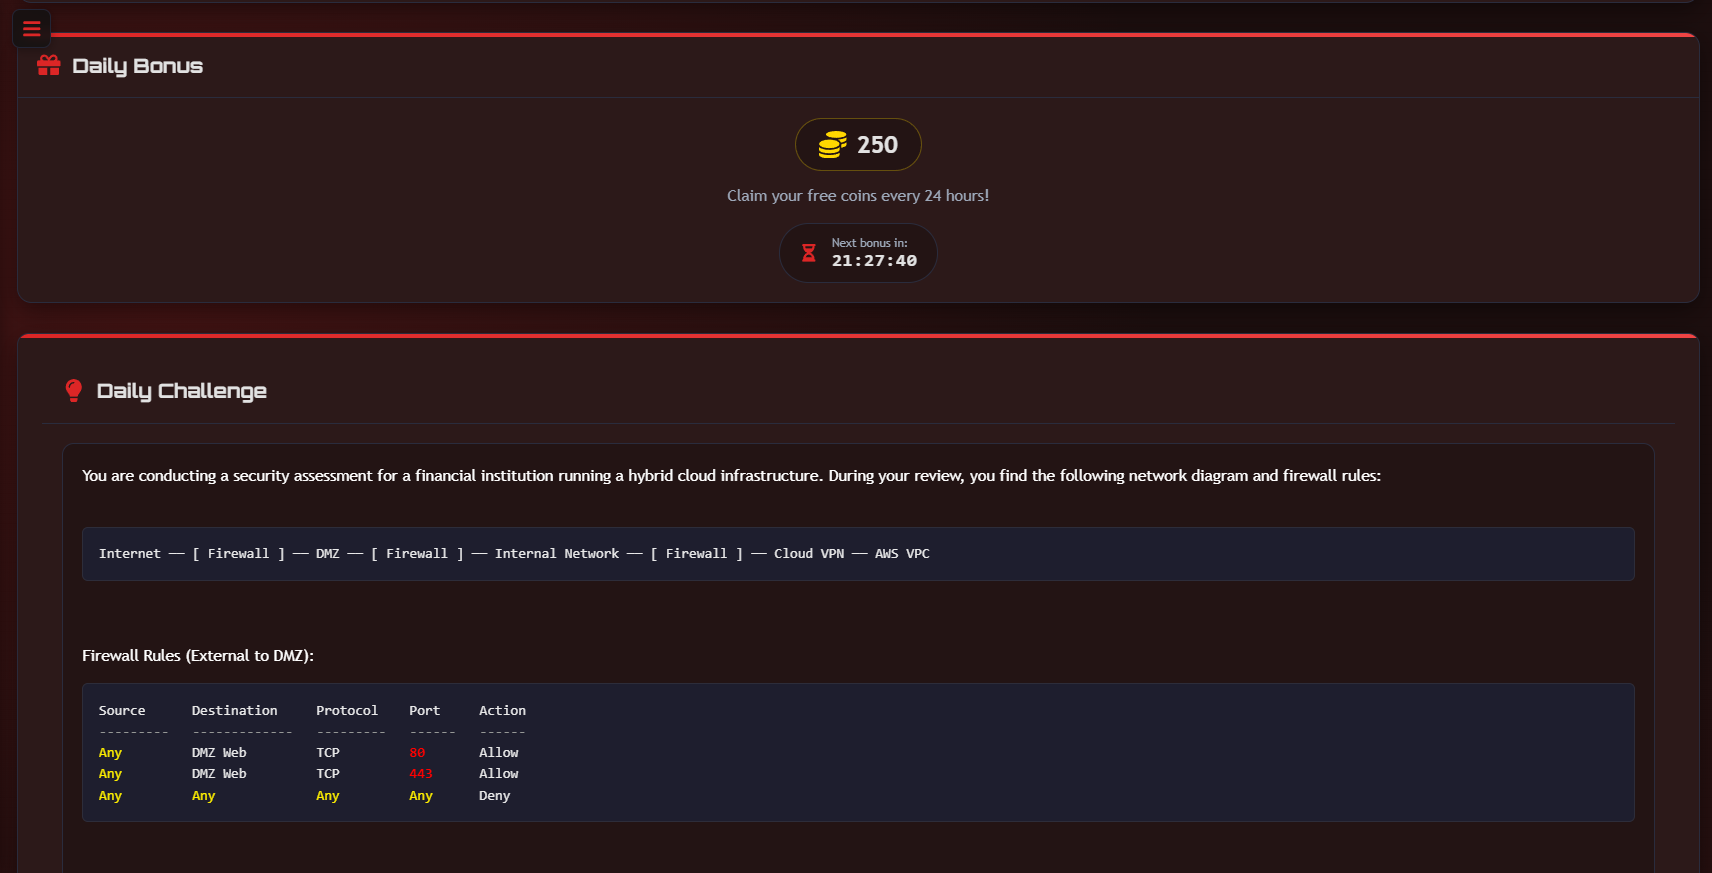 Daily Bonus
250
Claim your free coins every 24 hours!
Next bonus in:
21:27:40
Daily Challenge
You are conducting a security assessment for a financial institution running a hybrid cloud infrastructure. During your review, you find the following network diagram and firewall rules:
Internet ── [ Firewall ] ── DMZ ── [ Firewall ] ── Internal Network ── [ Firewall ] ── Cloud VPN ── AWS VPC
Firewall Rules (External to DMZ):
Source Destination Protocol Port Action
--------- ------------- --------- ------ ------
Any DMZ Web TCP 80 Allow
Any DMZ Web TCP 443 Allow
Any Any Any Any Deny